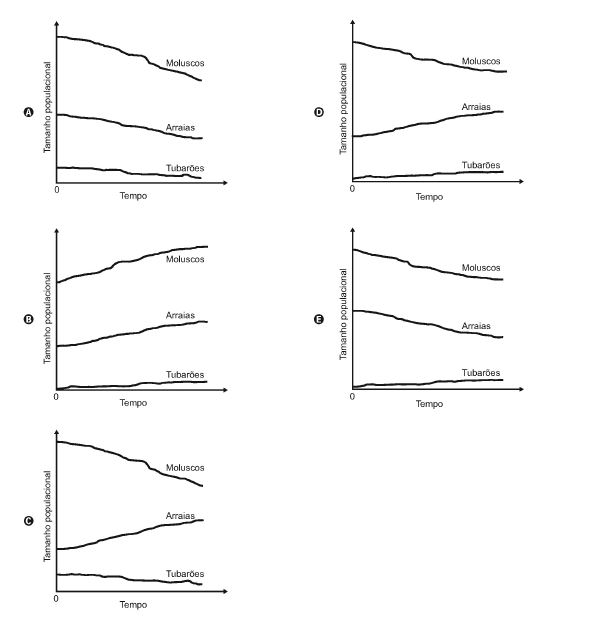 A
Tamanho populacional
Moluscos
Arraias
Tubarões
0
Tempo
B
Tamanho populacional
Moluscos
Arraias
Tubarões
0
Tempo
C
Tamanho populacional
Moluscos
Arraias
Tubarões
0
Tempo
D
Tamanho populacional
Moluscos
Arraias
Tubarões
0
Tempo
E
Tamanho populacional
Moluscos
Arraias
Tubarões
0
Tempo